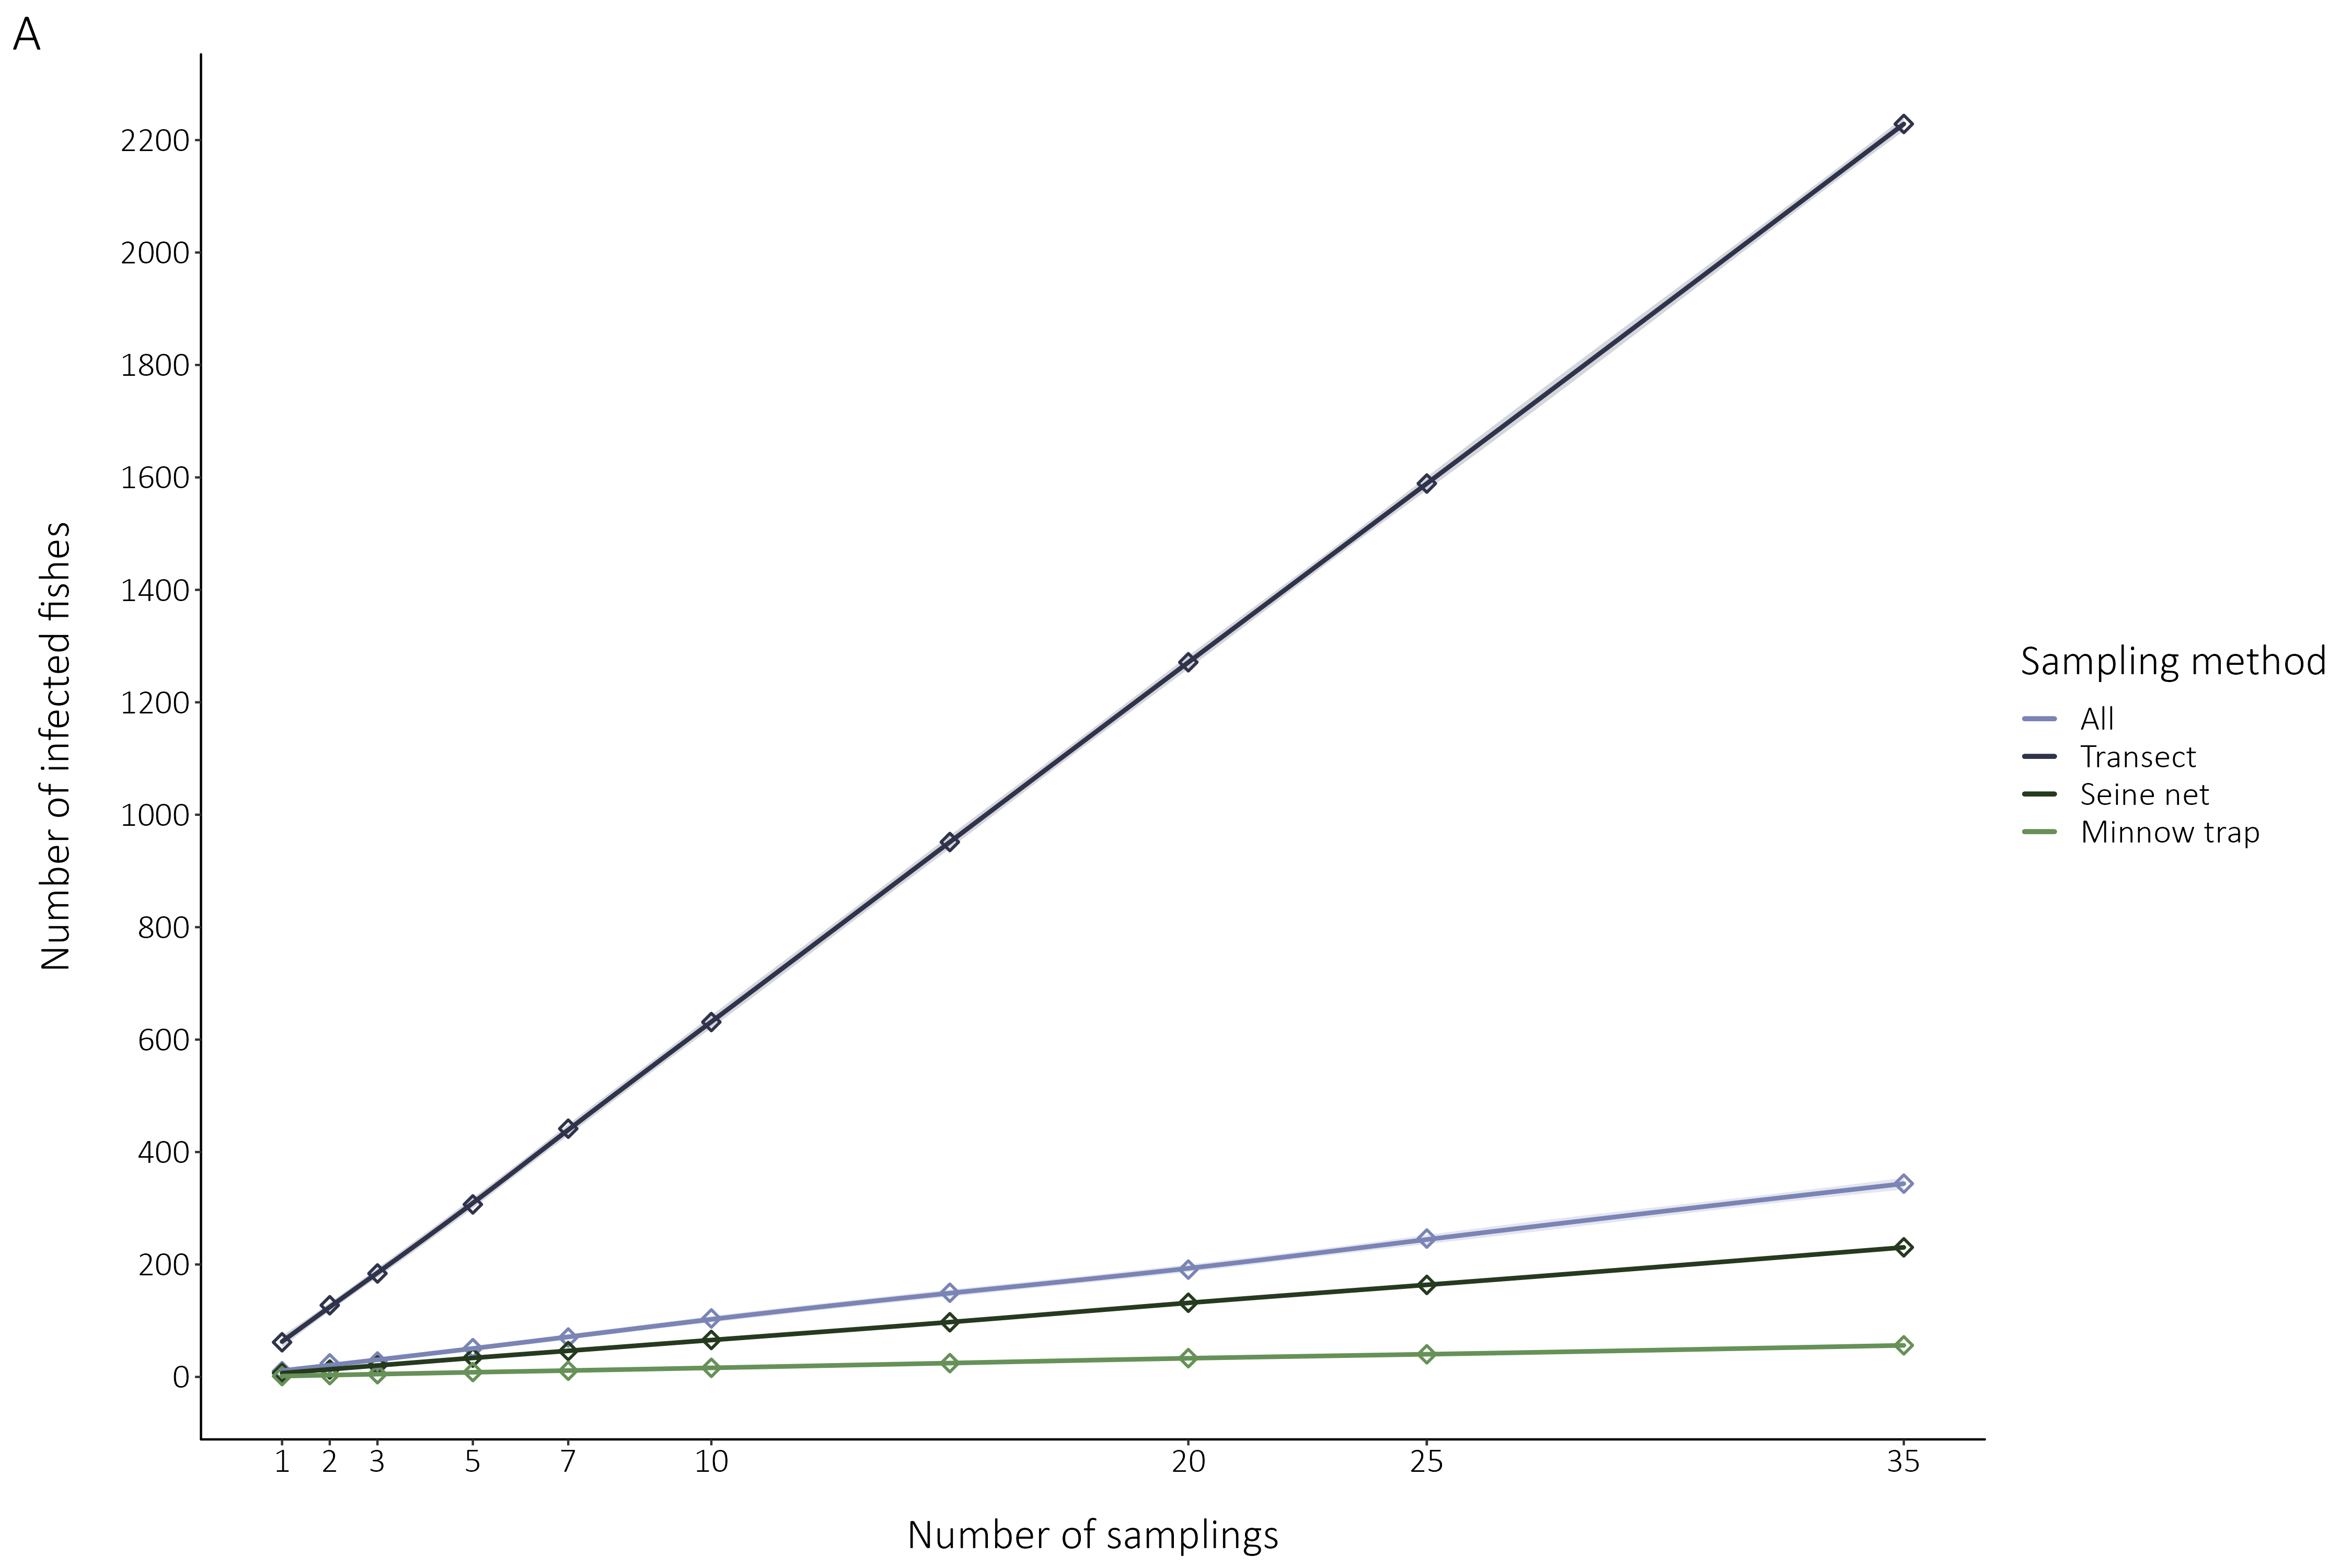 A
2200
2000
1800
1600
1400
1200
1000
800
600
400
200
0
Number of infected fishes
1 2 3 5 7 10 20 25 35
Number of samplings
Sampling method
All
Transect
Seine net
Minnow trap